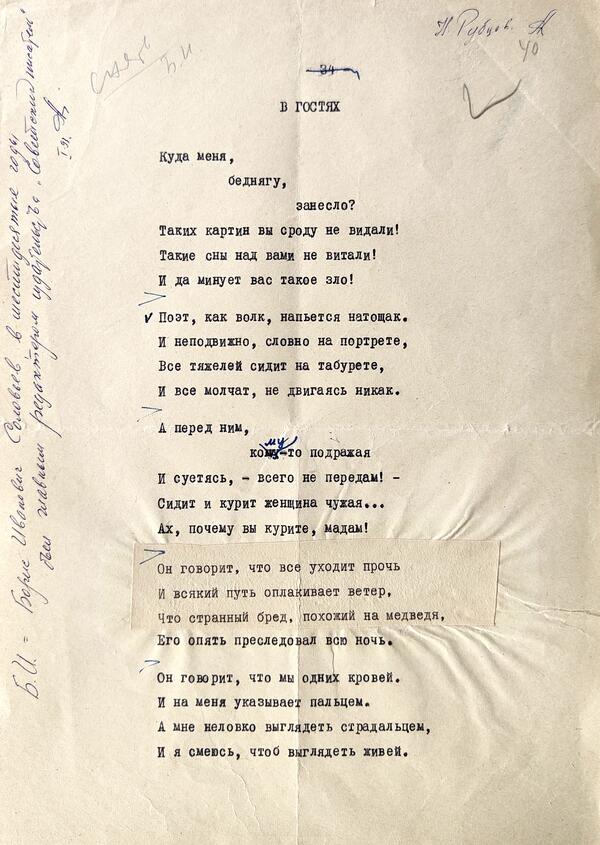 Н. Рубцов.
40
снять
Б. И
34
В ГОСТЯХ
Куда меня,
беднягу,
занесло?
Таких картин вы сроду не видали!
Такие сны над вами не витали!
И да минует вас такое зло!
Поэт, как волк, напьется натощак.
И неподвижно, словно на портрете,
Все тяжелей сидит на табурете,
И все молчат, не двигаясь никак.
А перед ним,
му
кому-то подражая
И суетясь, – всего не передам! –
Сидит и курит женщина чужая...
Ах, почему вы курите, мадам!
Он говорит, что все уходит прочь
И всякий путь оплакивает ветер,
Что странный бред, похожий на медведя,
Его опять преследовал всю ночь.
Он говорит, что мы одних кровей.
И на меня указывает пальцем.
А мне неловко выглядеть страдальцем,
И я смеюсь, чтоб выглядеть живей.
Б.И. = Борис Иванович Соловьев в шестидесятые годы
был главным редактором издательства „Советский писатель"
I-91.